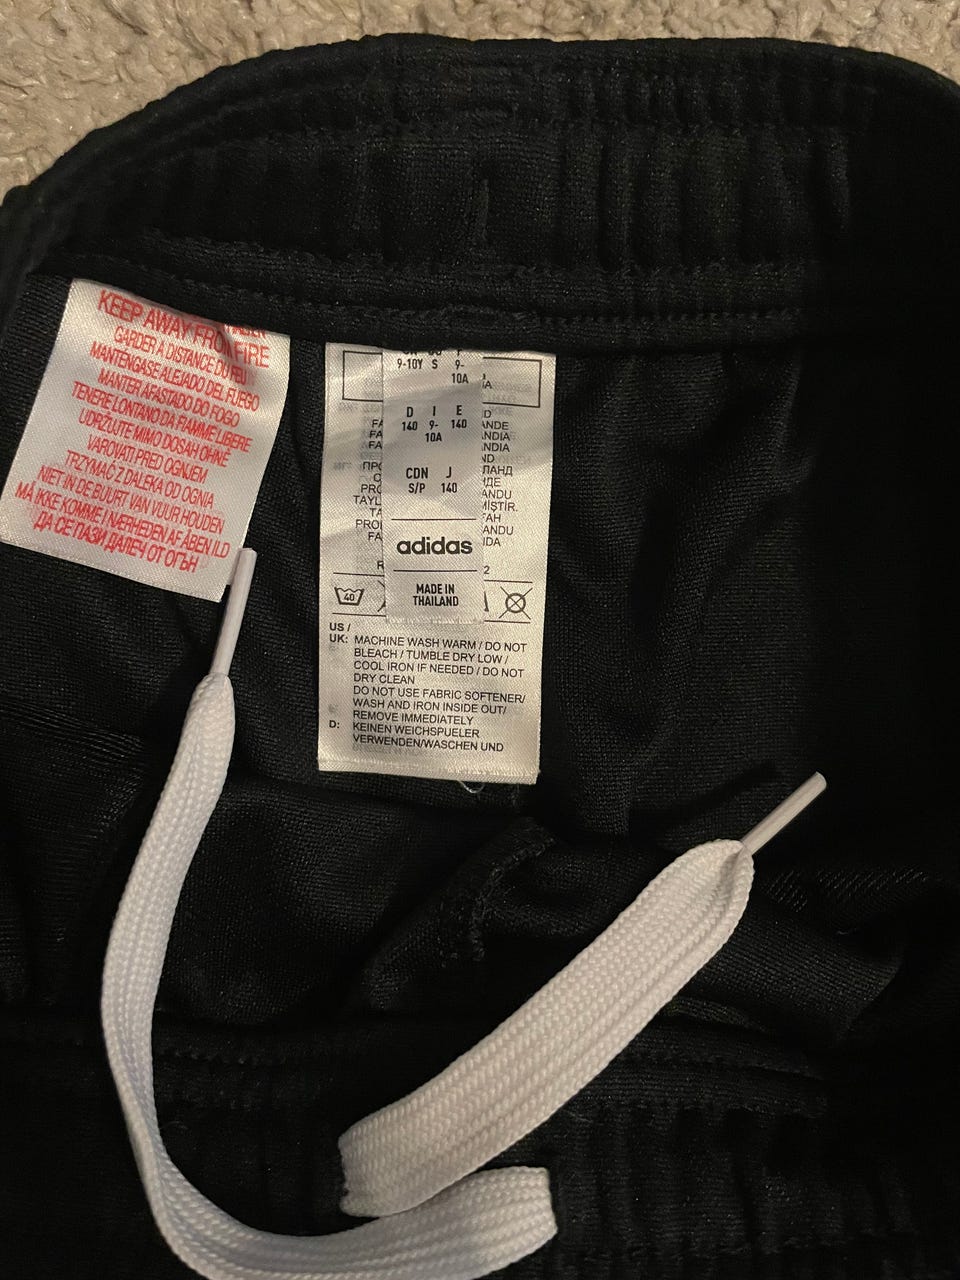 KEEP AWAY FROM FIRE
GARDER A DISTANCE DU FEU
MANTÉNGASE ALEJADO DEL FUEGO
MANTER AFASTADO DO FOGO
TENERE LONTANO DA FIAMME LIBERE
UDRŽUJTE MIMO DOSAH OHNĚ
VAROVATI PRED OGNJEM
TRZYMAĆ Z DALEKA OD OGNIA
NIET IN DE BUURT VAN VUUR HOUDEN
MÅ IKKE KOMME I NÆRHEDEN AF ÅBEN ILD
ДА СЕ ПАЗИ ДАЛЕЧ ОТ ОГЪН
9-10Y S 9-
10A
D I E
140 9- 140
10A
CDN J
S/P 140
adidas
MADE IN
THAILAND
40
US /
UK: MACHINE WASH WARM / DO NOT
BLEACH / TUMBLE DRY LOW /
COOL IRON IF NEEDED / DO NOT
DRY CLEAN
DO NOT USE FABRIC SOFTENER/
WASH AND IRON INSIDE OUT/
REMOVE IMMEDIATELY
D: KEINEN WEICHSPUELER
VERWENDEN/WASCHEN UND